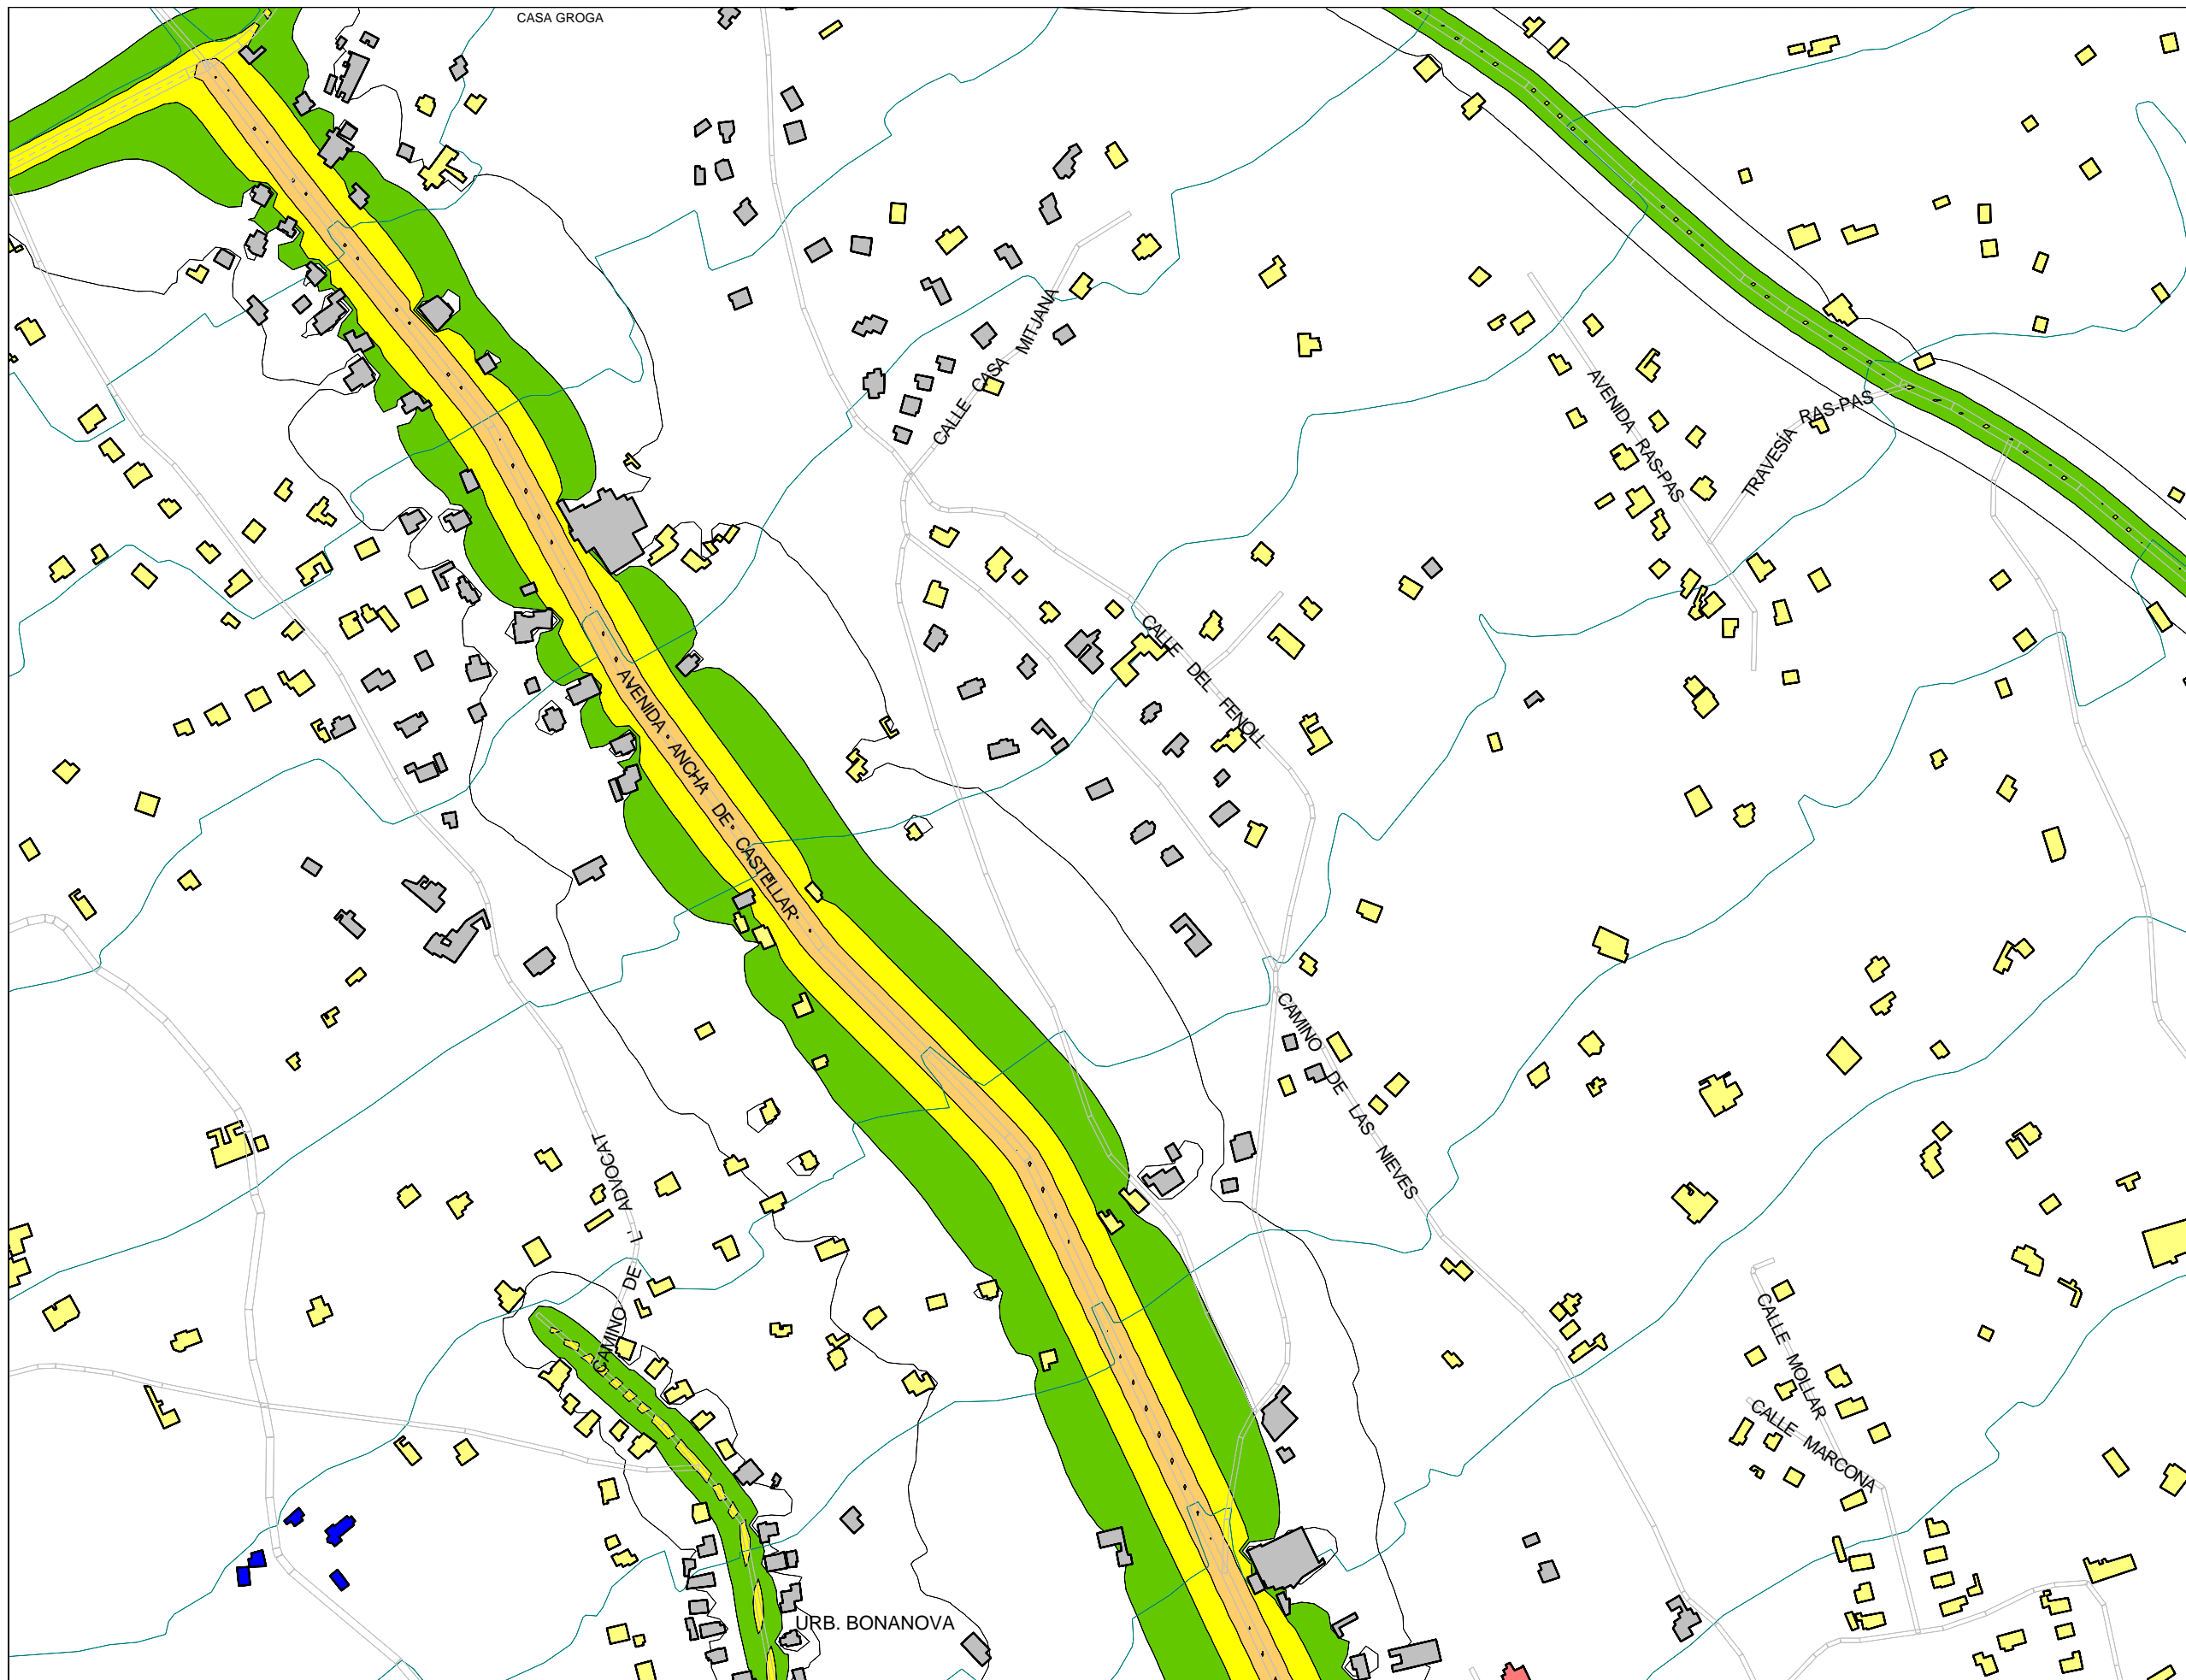 CASA GROGA
CALLE CASA MITJANA
AVENIDA RAS-PAS
TRAVESÍA RAS-PAS
CALLE DEL FENOLL
AVENIDA ANCHA DE CASTELLAR
CAMINO DE LAS NIEVES
CAMINO DE L' ADVOCAT
CALLE MOLLAR
CALLE MARCONA
URB. BONANOVA